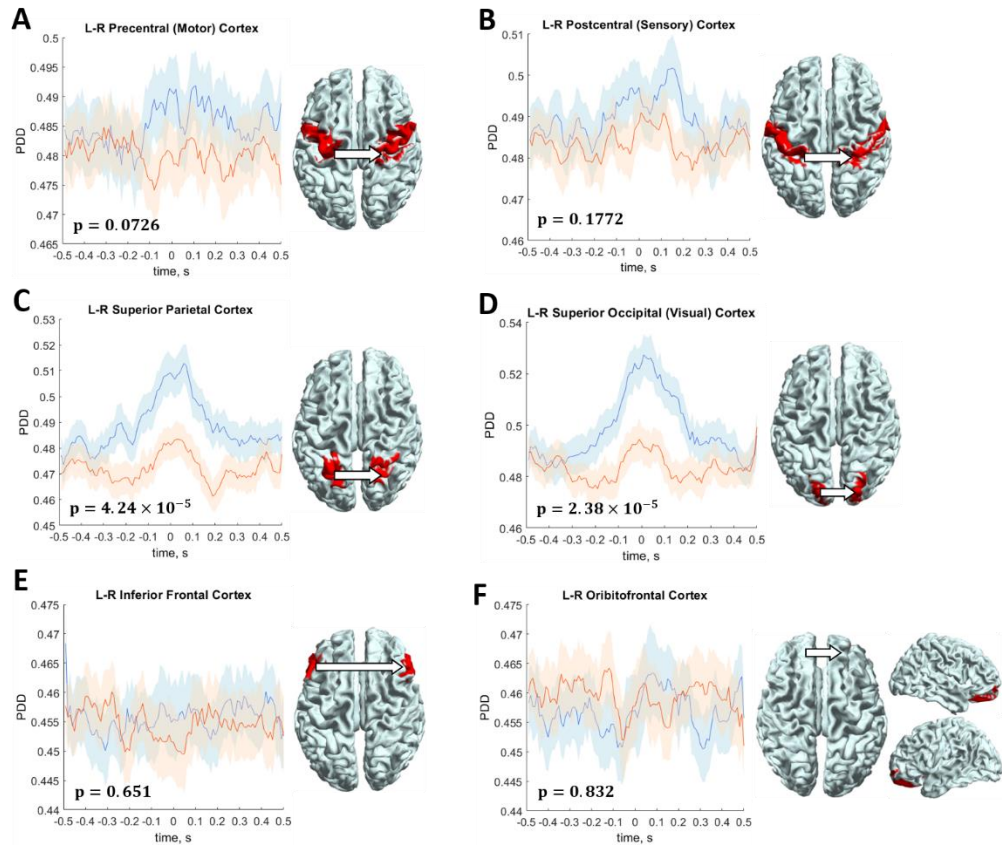 A
L-R Precentral (Motor) Cortex
0.5
0.495
0.49
0.485
0.48
0.475
0.47
0.465
PDD
p = 0.0726
-0.5 -0.4 -0.3 -0.2 -0.1 0 0.1 0.2 0.3 0.4 0.5
time, s
B
L-R Postcentral (Sensory) Cortex
0.51
0.5
0.49
0.48
0.47
0.46
PDD
p = 0.1772
-0.5 -0.4 -0.3 -0.2 -0.1 0 0.1 0.2 0.3 0.4 0.5
time, s
C
L-R Superior Parietal Cortex
0.53
0.52
0.51
0.5
0.49
0.48
0.47
0.46
0.45
PDD
p = 4.24 × 10⁻⁵
-0.5 -0.4 -0.3 -0.2 -0.1 0 0.1 0.2 0.3 0.4 0.5
time, s
D
L-R Superior Occipital (Visual) Cortex
0.54
0.52
0.5
0.48
0.46
PDD
p = 2.38 × 10⁻⁵
-0.5 -0.4 -0.3 -0.2 -0.1 0 0.1 0.2 0.3 0.4 0.5
time, s
E
L-R Inferior Frontal Cortex
0.475
0.47
0.465
0.46
0.455
0.45
0.445
0.44
PDD
p = 0.651
-0.5 -0.4 -0.3 -0.2 -0.1 0 0.1 0.2 0.3 0.4 0.5
time, s
F
L-R Oribitofrontal Cortex
0.475
0.47
0.465
0.46
0.455
0.45
0.445
0.44
PDD
p = 0.832
-0.5 -0.4 -0.3 -0.2 -0.1 0 0.1 0.2 0.3 0.4 0.5
time, s